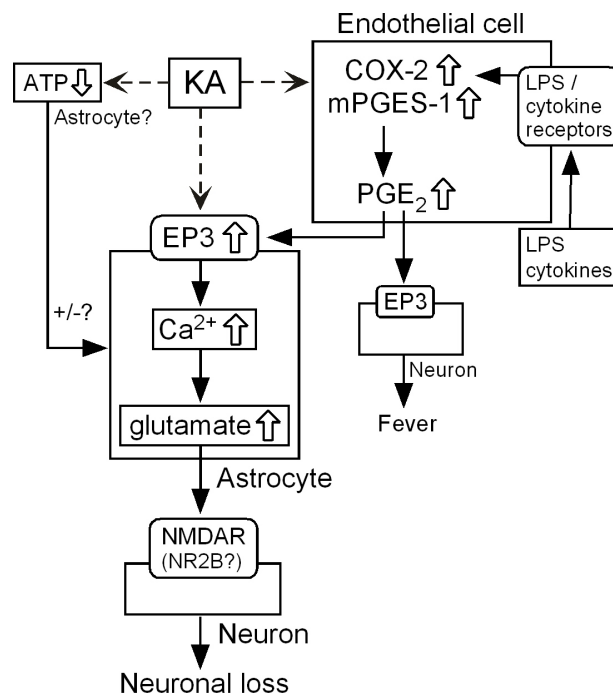 Endothelial cell
ATP
KA
COX-2
mPGES-1
LPS /
cytokine
receptors
Astrocyte?
PGE2
EP3
LPS
cytokines
+/-?
Ca2+
EP3
Neuron
Fever
glutamate
Astrocyte
NMDAR
(NR2B?)
Neuron
Neuronal loss